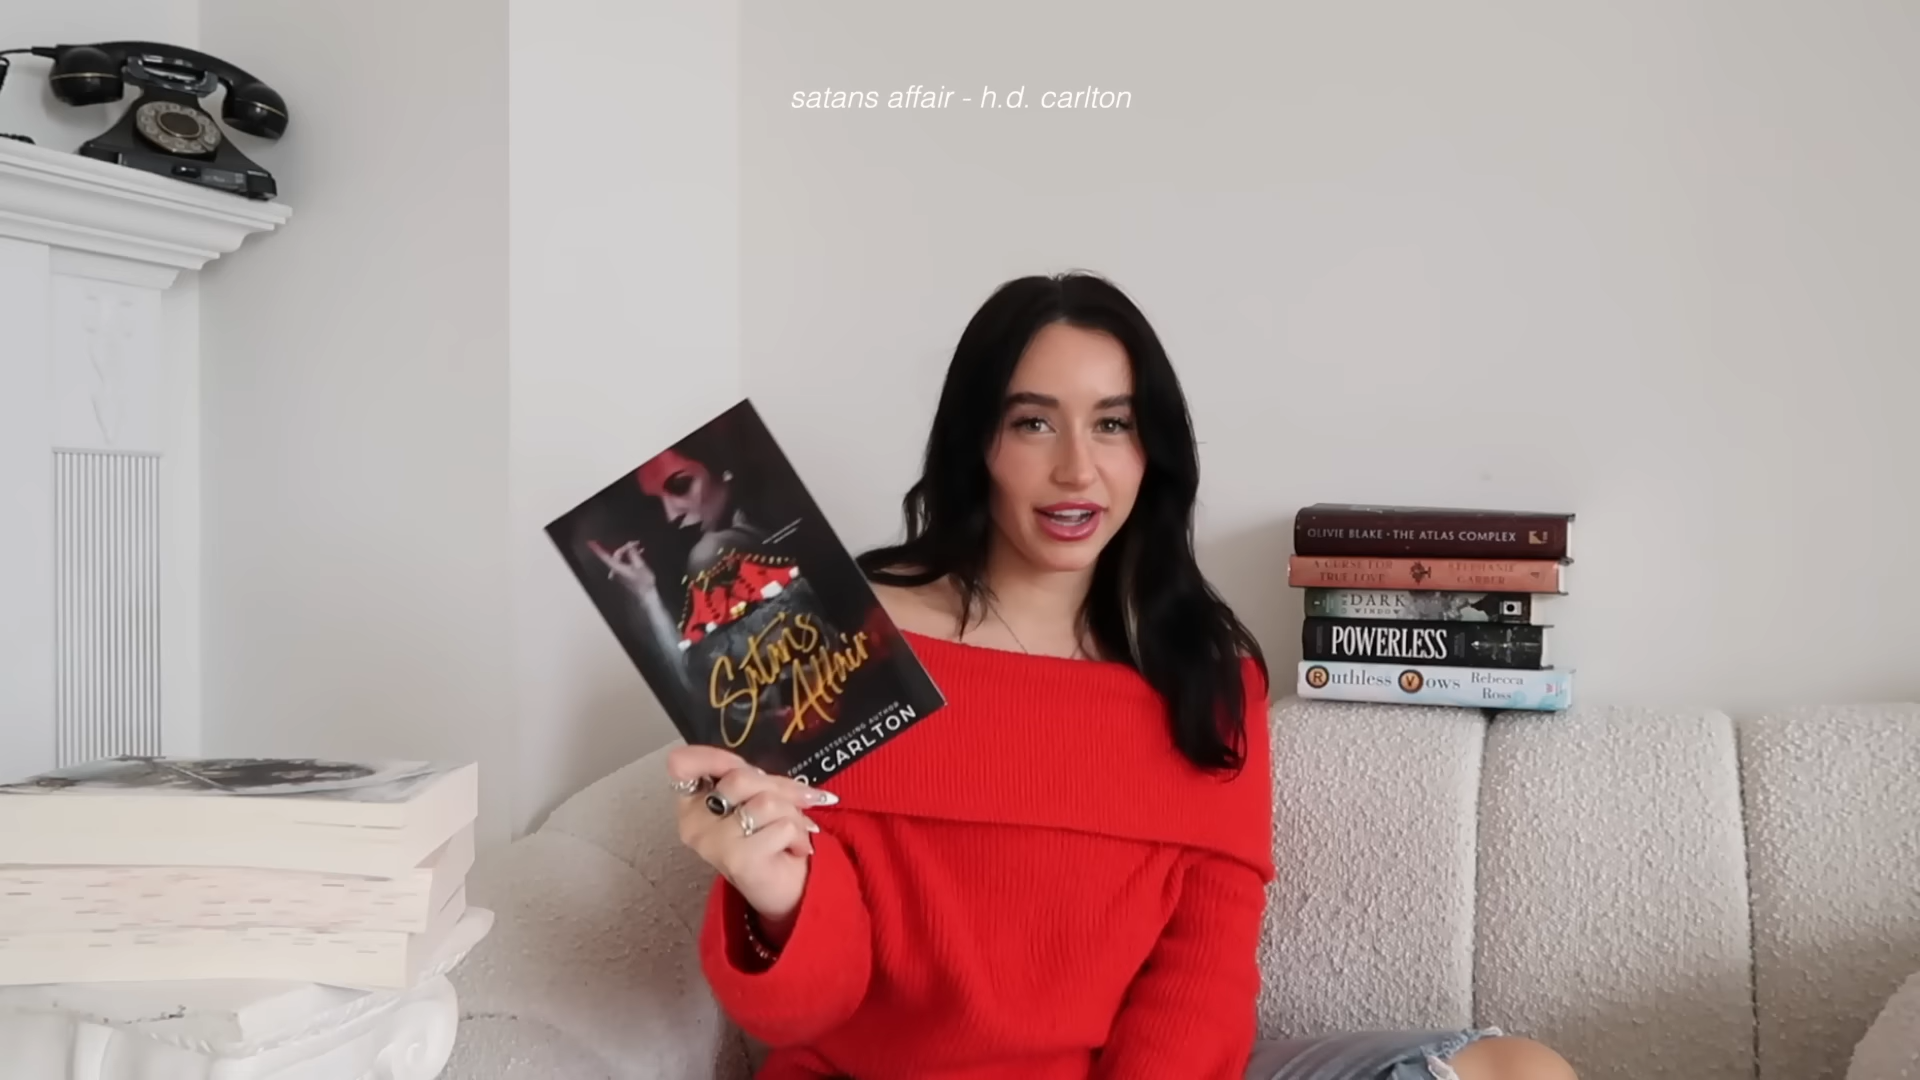 satans affair - h.d. carlton
Satan's
Affair
TODAY BESTSELLING AUTHOR
D. CARLTON
OLIVIE BLAKE • THE ATLAS COMPLEX
A CURSE FOR
TRUE LOVE
STEPHANIE
GARBER
DARK
WINDOW
POWERLESS
Ruthless Vows
Rebecca
Ross